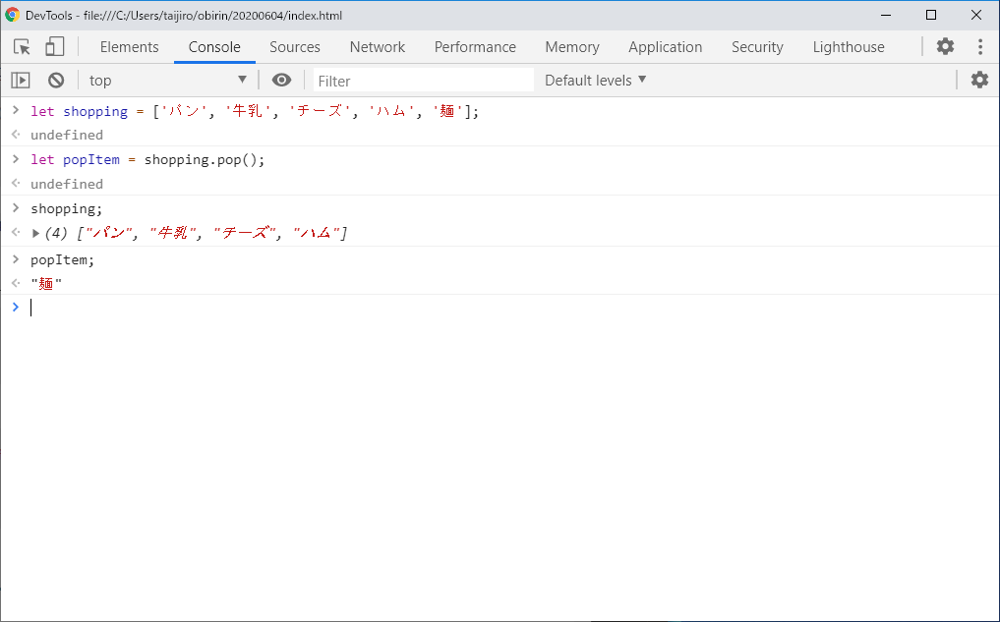 DevTools - file:///C:/Users/taijiro/obirin/20200604/index.html
Elements Console Sources Network Performance Memory Application Security Lighthouse
top Filter Default levels ▼
> let shopping = ['パン', '牛乳', 'チーズ', 'ハム', '麺'];
< undefined
> let popItem = shopping.pop();
< undefined
> shopping;
< ▶ (4) ["パン", "牛乳", "チーズ", "ハム"]
> popItem;
< "麺"
>